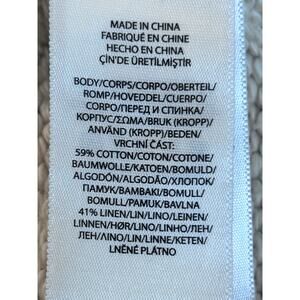 MADE IN CHINA
FABRIQUÉ EN CHINE
HECHO EN CHINA
ÇİN'DE ÜRETİLMİŞTİR
BODY/CORPS/CORPO/OBERTEIL/
ROMP/HOVEDDEL/CUERPO/
CORPO/ПЕРЕД И СПИНКА/
КОРПУС/ΣΩΜΑ/BRUK (KROPP)/
ANVÄND (KROPP)/BEDEN/
VRCHNÍ ČÁST:
59% COTTON/COTON/COTONE/
BAUMWOLLE/KATOEN/BOMULD/
ALGODÓN/ALGODÃO/ХЛОПОК/
ПАМУК/BAMBAKI/BOMULL/
BOMULL/PAMUK/BAVLNA
41% LINEN/LIN/LINO/LEINEN/
LINNEN/HØR/LINO/LINHO/ЛЕН/
ЛЕН/ΛΙΝΟ/LIN/LINNE/KETEN/
LNĚNÉ PLÁTNO